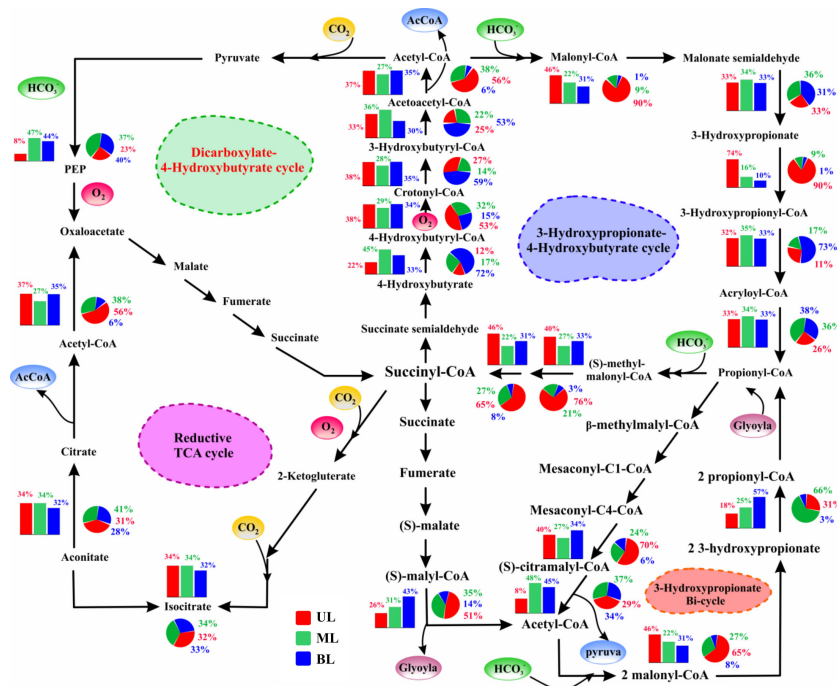 AcCoA
CO₂
HCO₃⁻
Pyruvate
Acetyl-CoA
Malonyl-CoA
Malonate semialdehyde
37% 27% 35%
38%
56%
6%
46% 22% 31%
1%
9%
90%
33% 34% 33%
36%
31%
33%
HCO₃⁻
Acetoacetyl-CoA
33% 36% 30%
22%
25% 53%
3-Hydroxypropionate
8% 47% 44%
37%
23%
40%
PEP
Dicarboxylate-
4-Hydroxybutyrate cycle
3-Hydroxybutyryl-CoA
38% 28% 35%
27%
14%
59%
74% 16% 10%
9%
1%
90%
O₂
Crotonyl-CoA
38% 29% 34%
O₂
32%
15%
53%
3-Hydroxypropionyl-CoA
3-Hydroxypropionate-
4-Hydroxybutyrate cycle
Oxaloacetate
4-Hydroxybutyryl-CoA
22% 45% 33%
12%
17%
72%
32% 35% 33%
17%
73%
11%
Malate
4-Hydroxybutyrate
Acryloyl-CoA
37% 27% 35%
38%
56%
6%
Fumerate
33% 34% 33%
38%
36%
26%
Succinate
Succinate semialdehyde
46% 22% 31%
40% 27% 33%
HCO₃⁻
Acetyl-CoA
(S)-methyl-
malonyl-CoA
Propionyl-CoA
Succinyl-CoA
AcCoA
27%
65%
8%
3%
76%
21%
CO₂
O₂
Reductive
TCA cycle
Succinate
β-methylmalyl-CoA
Glyoyla
Citrate
2-Ketogluterate
Fumerate
Mesaconyl-C1-CoA
2 propionyl-CoA
34% 34% 32%
41%
31%
28%
CO₂
(S)-malate
Mesaconyl-C4-CoA
18% 25% 57%
66%
31%
3%
40% 27% 34%
24%
70%
6%
2 3-hydroxypropionate
Aconitate
34% 34% 32%
(S)-malyl-CoA
(S)-citramalyl-CoA
Isocitrate
34%
32%
33%
UL
ML
BL
26% 31% 43%
35%
14%
51%
8% 48% 45%
37%
29%
34%
3-Hydroxypropionate
Bi-cycle
Acetyl-CoA
Glyoyla
pyruva
46% 22% 31%
27%
65%
8%
HCO₃⁻
2 malonyl-CoA